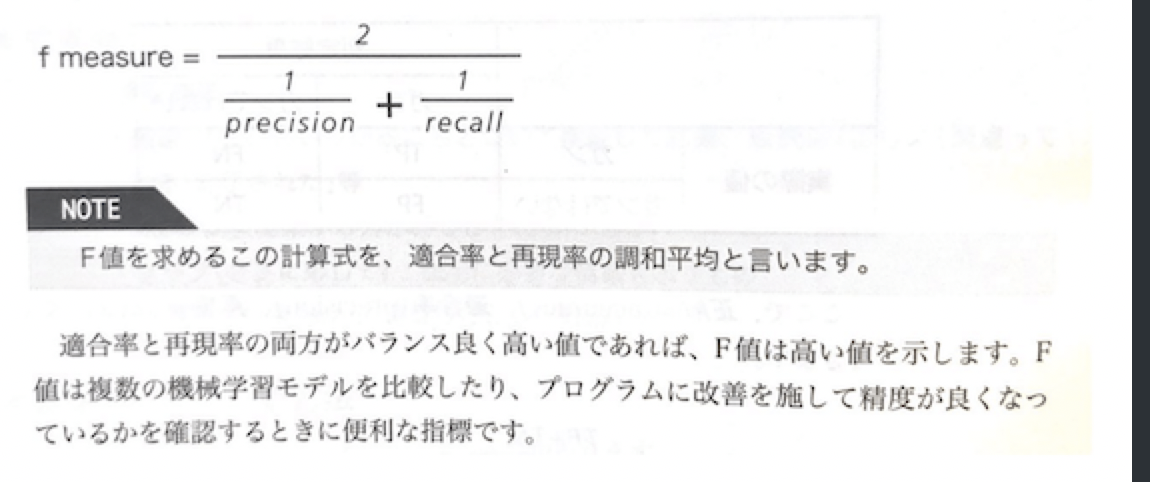 f measure = 2
1 + 1
precision recall
NOTE
F値を求めるこの計算式を、適合率と再現率の調和平均と言います。
適合率と再現率の両方がバランス良く高い値であれば、F値は高い値を示します。F
値は複数の機械学習モデルを比較したり、プログラムに改善を施して精度が良くなっ
ているかを確認するときに便利な指標です。